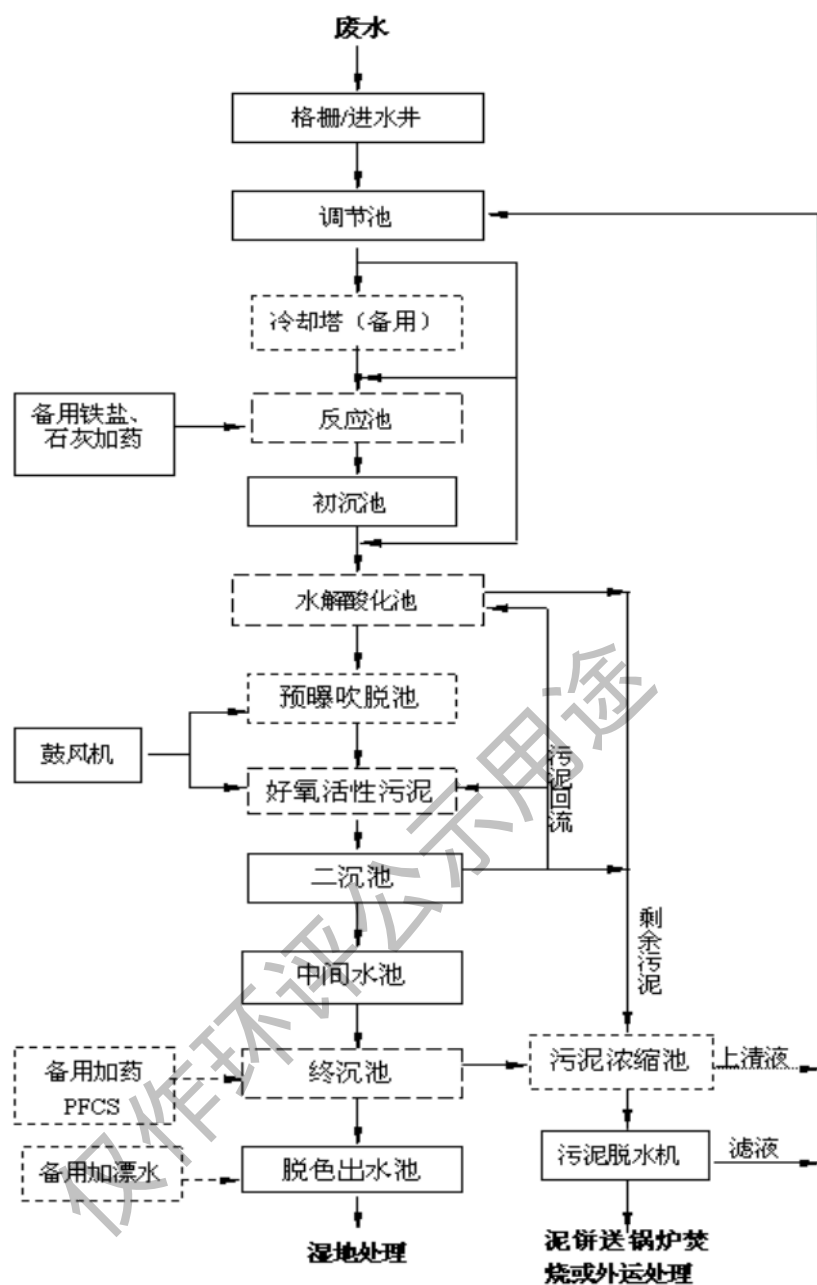 废水
格栅/进水井
调节池
冷却塔（备用）
备用铁盐、
石灰加药
反应池
初沉池
水解酸化池
预曝吹脱池
鼓风机
好氧活性污泥
污泥回流
二沉池
剩余污泥
中间水池
备用加药
PFCS
终沉池
污泥浓缩池
上清液
备用加漂水
脱色出水池
污泥脱水机
滤液
湿地处理
泥饼送锅炉焚
烧或外运处理
仅作环评公示用途